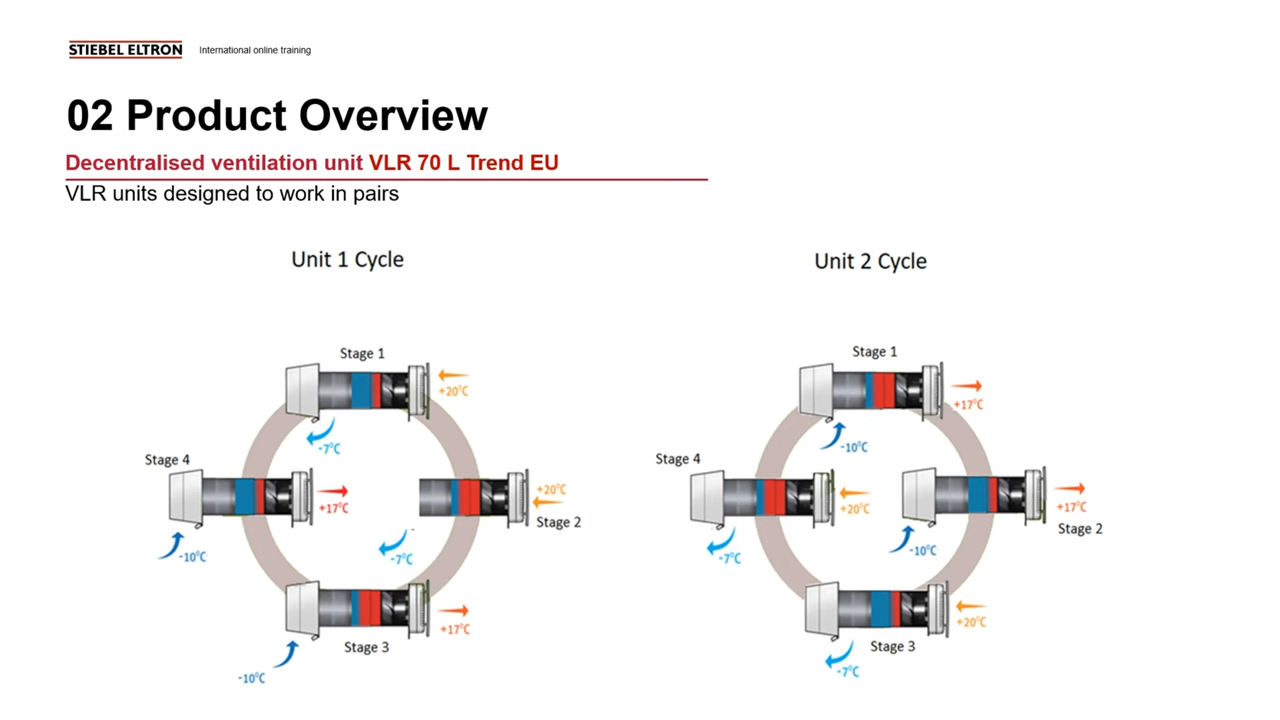 STIEBEL ELTRON International online training
02 Product Overview
Decentralised ventilation unit VLR 70 L Trend EU
VLR units designed to work in pairs
Unit 1 Cycle
Stage 1
+20°C
-7°C
Stage 4
+17°C
-10°C
+20°C
Stage 2
-7°C
+17°C
Stage 3
-10°C
Unit 2 Cycle
Stage 1
+17°C
-10°C
Stage 4
+20°C
-7°C
+17°C
Stage 2
-10°C
+20°C
Stage 3
-7°C